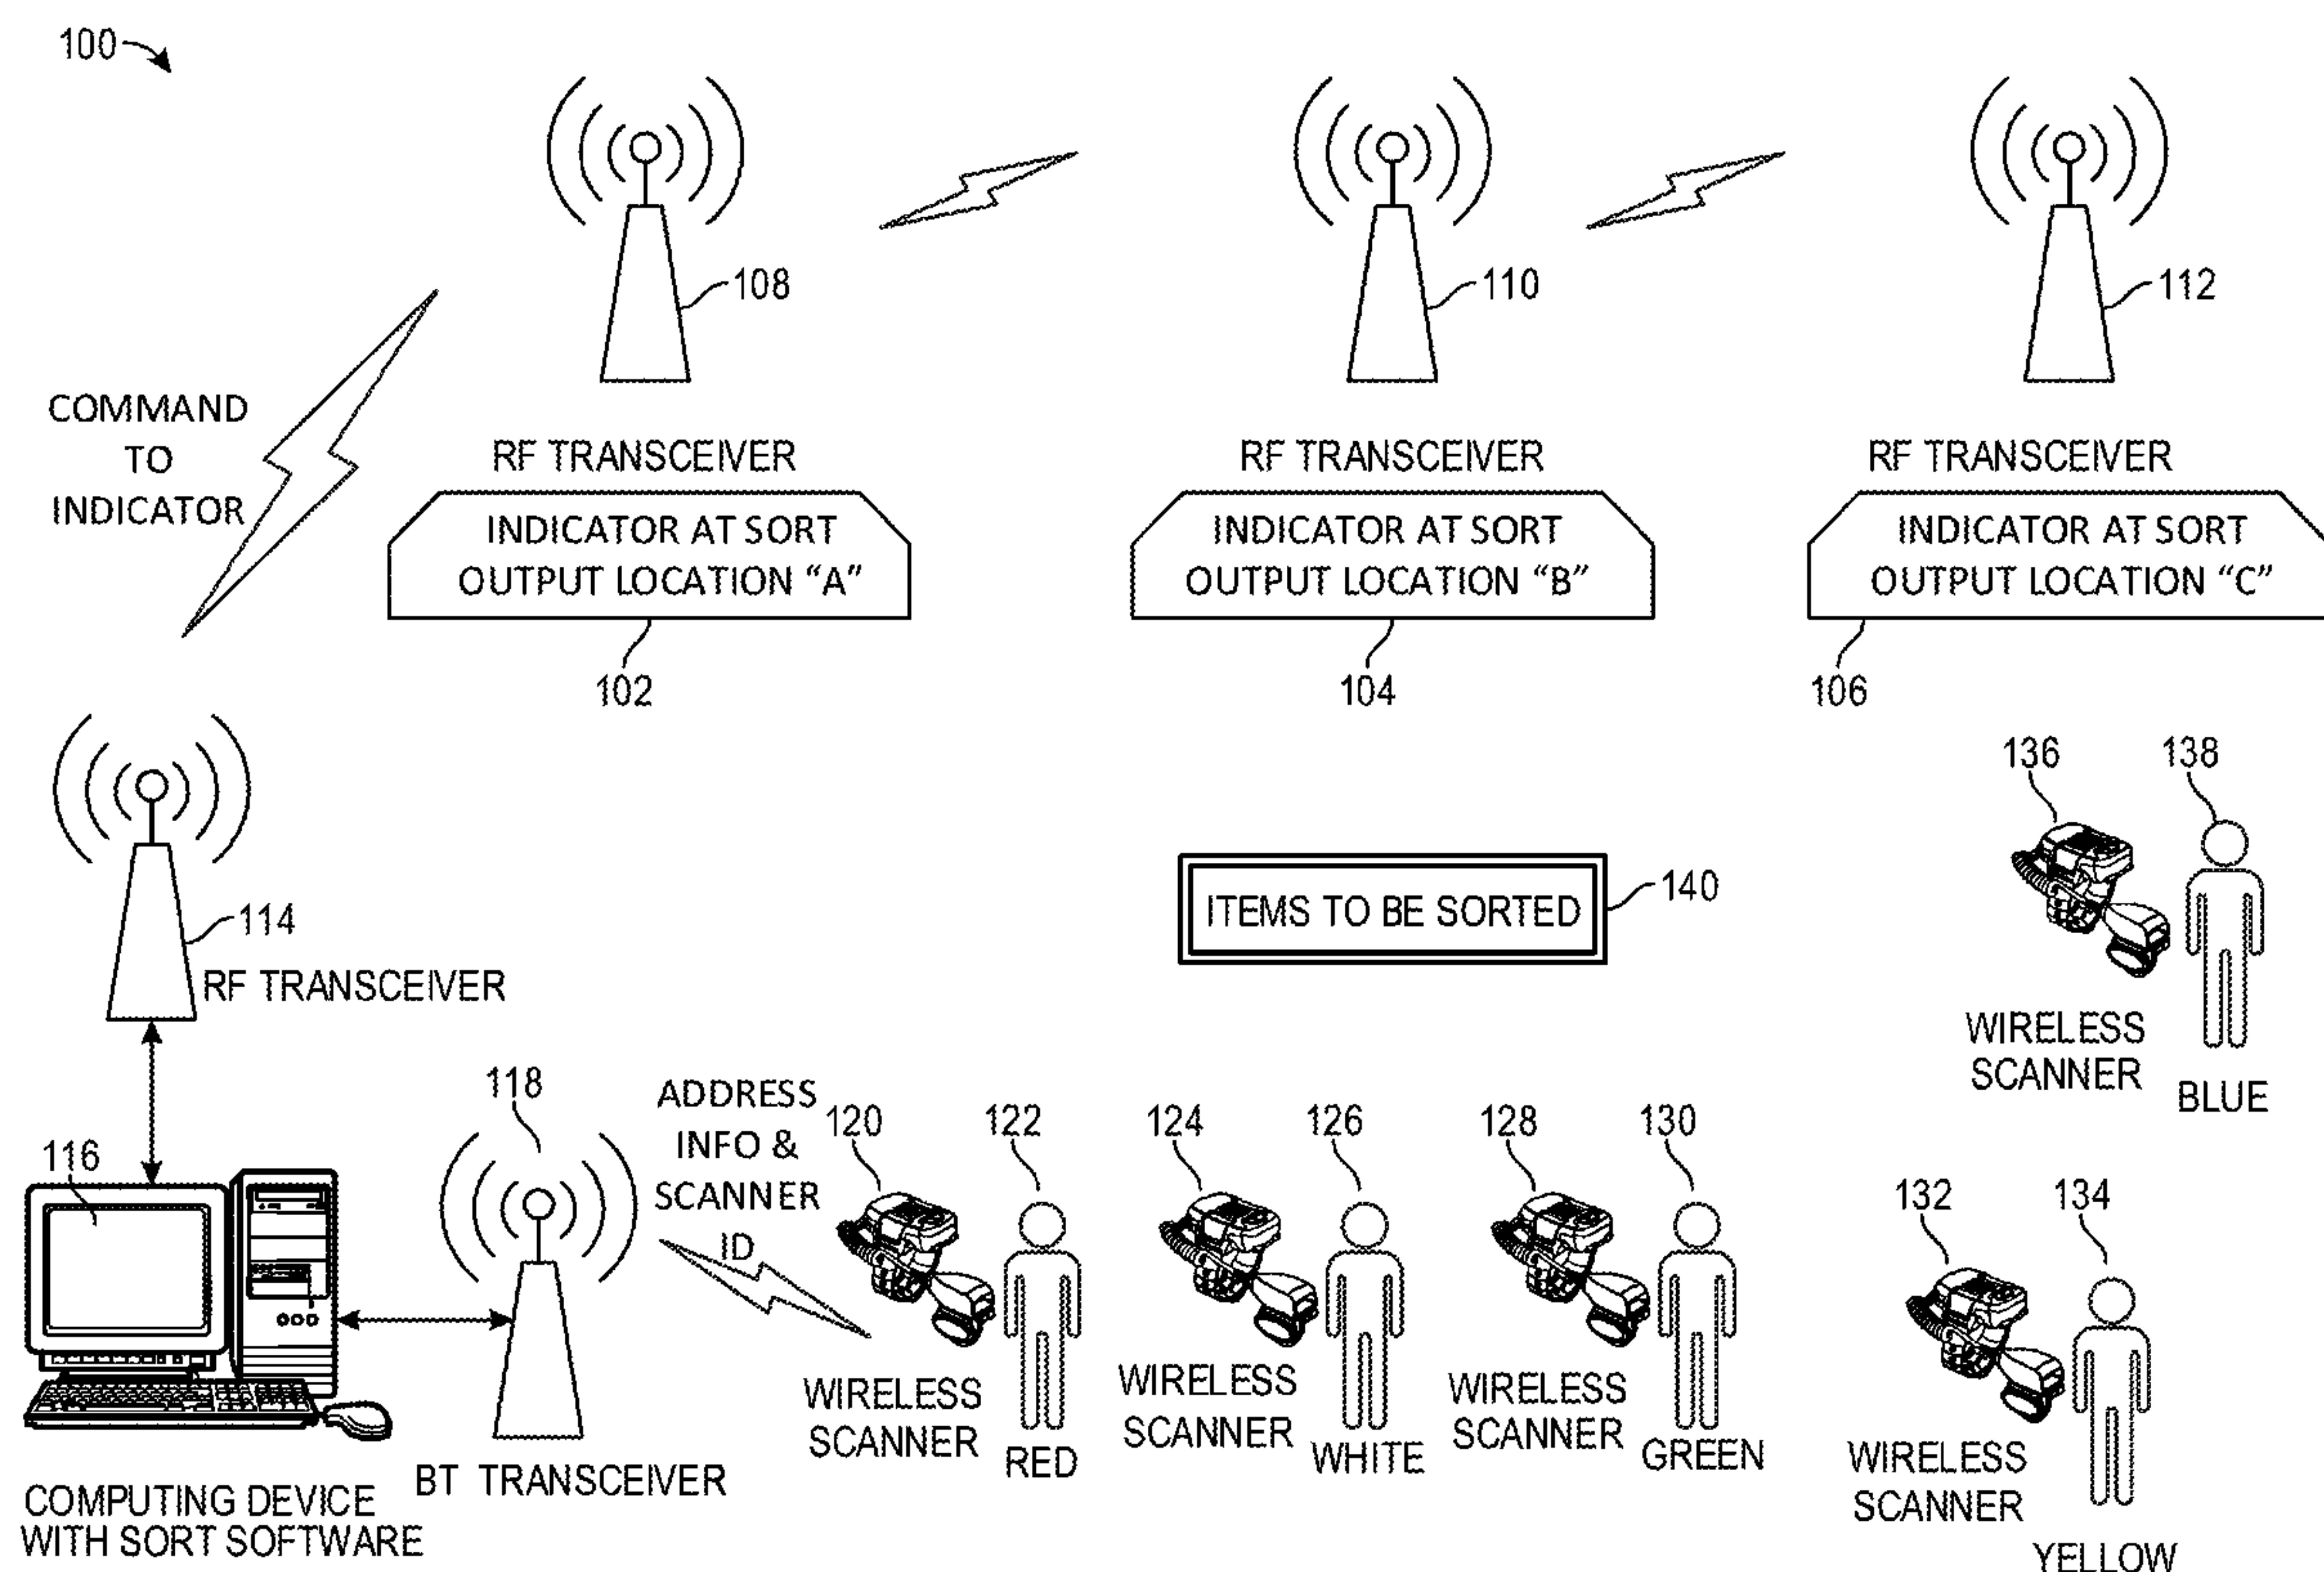 100
108
110
112
COMMAND
TO
INDICATOR
RF TRANSCEIVER
RF TRANSCEIVER
RF TRANSCEIVER
INDICATOR AT SORT
OUTPUT LOCATION “A”
INDICATOR AT SORT
OUTPUT LOCATION “B”
INDICATOR AT SORT
OUTPUT LOCATION “C”
102
104
106
136
138
114
RF TRANSCEIVER
ITEMS TO BE SORTED
140
WIRELESS
SCANNER
BLUE
116
118
ADDRESS
INFO &
SCANNER
ID
120
122
124
126
128
130
132
134
WIRELESS
SCANNER
RED
WIRELESS
SCANNER
WHITE
WIRELESS
SCANNER
GREEN
WIRELESS
SCANNER
YELLOW
BT TRANSCEIVER
COMPUTING DEVICE
WITH SORT SOFTWARE